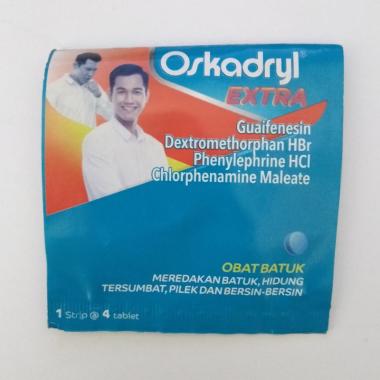 Oskadryl®
EXTRA
Guaifenesin
Dextromethorphan HBr
Phenylephrine HCl
Chlorphenamine Maleate
OBAT BATUK
MEREDAKAN BATUK, HIDUNG
TERSUMBAT, PILEK DAN BERSIN-BERSIN
1 Strip @ 4 tablet